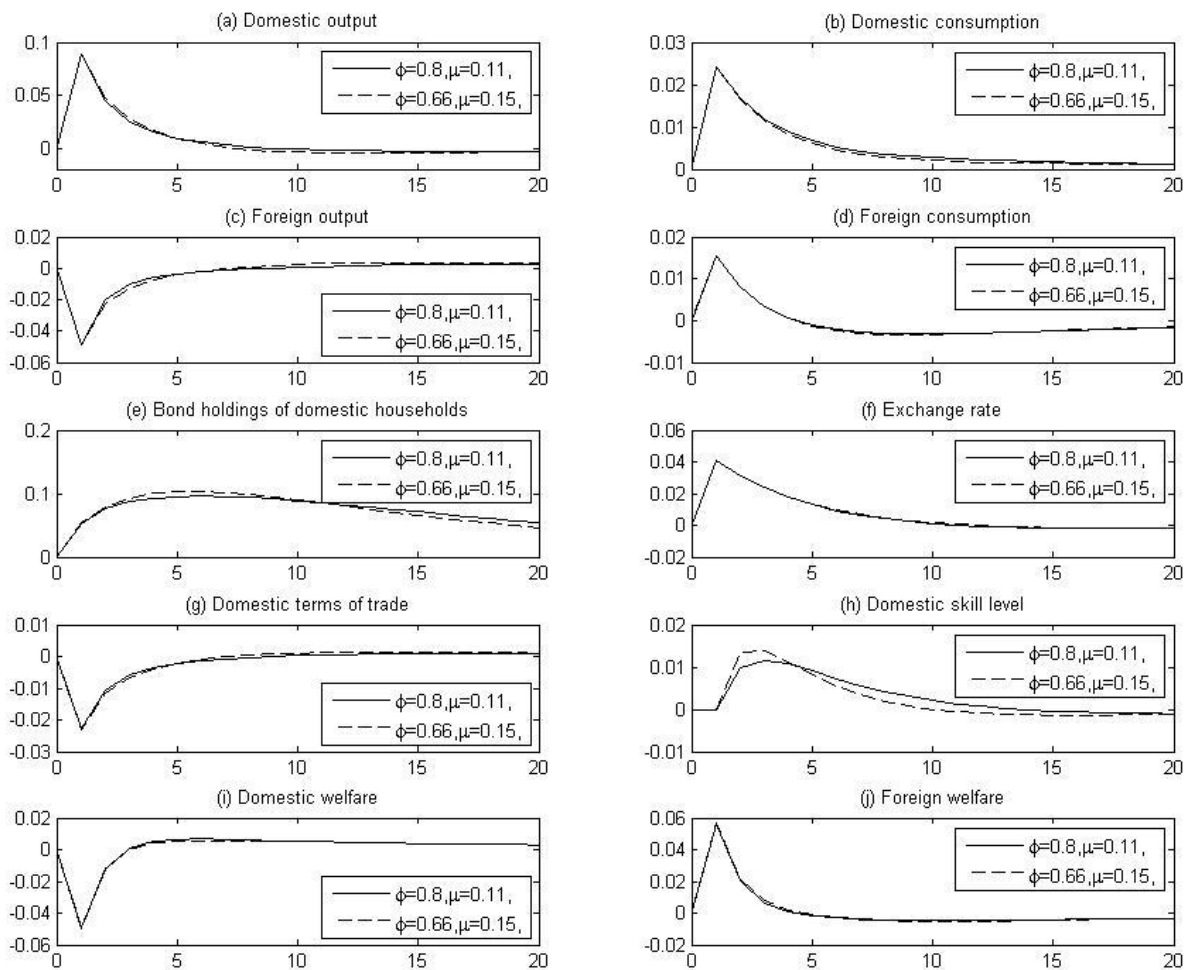 (a) Domestic output
0.1
0.05
0
0 5 10 15 20
ϕ=0.8,μ=0.11,
ϕ=0.66,μ=0.15,
(b) Domestic consumption
0.03
0.02
0.01
0
0 5 10 15 20
ϕ=0.8,μ=0.11,
ϕ=0.66,μ=0.15,
(c) Foreign output
0.02
0
-0.02
-0.04
-0.06
0 5 10 15 20
ϕ=0.8,μ=0.11,
ϕ=0.66,μ=0.15,
(d) Foreign consumption
0.02
0.01
0
-0.01
0 5 10 15 20
ϕ=0.8,μ=0.11,
ϕ=0.66,μ=0.15,
(e) Bond holdings of domestic households
0.2
0.1
0
0 5 10 15 20
ϕ=0.8,μ=0.11,
ϕ=0.66,μ=0.15,
(f) Exchange rate
0.06
0.04
0.02
0
-0.02
0 5 10 15 20
ϕ=0.8,μ=0.11,
ϕ=0.66,μ=0.15,
(g) Domestic terms of trade
0.01
0
-0.01
-0.02
-0.03
0 5 10 15 20
ϕ=0.8,μ=0.11,
ϕ=0.66,μ=0.15,
(h) Domestic skill level
0.02
0.01
0
-0.01
0 5 10 15 20
ϕ=0.8,μ=0.11,
ϕ=0.66,μ=0.15,
(i) Domestic welfare
0.02
0
-0.02
-0.04
-0.06
0 5 10 15 20
ϕ=0.8,μ=0.11,
ϕ=0.66,μ=0.15,
(j) Foreign welfare
0.06
0.04
0.02
0
-0.02
0 5 10 15 20
ϕ=0.8,μ=0.11,
ϕ=0.66,μ=0.15,